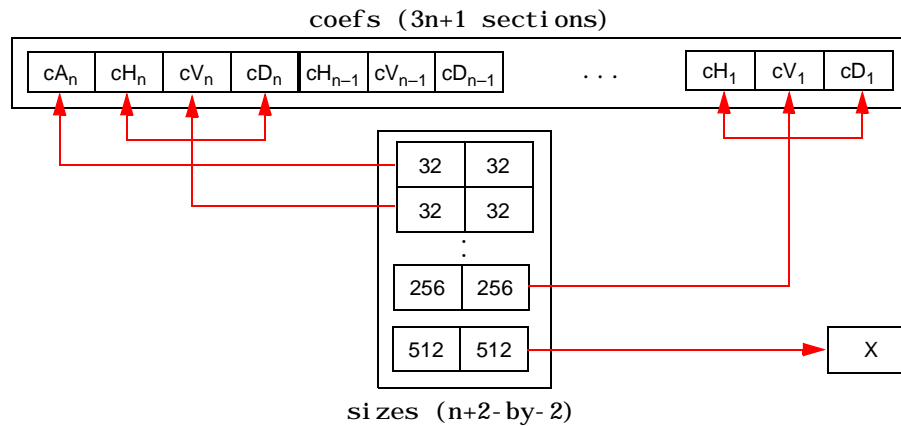 coefs (3n+1 sections)
cAn cHn cVn cDn cHn–1 cVn–1 cDn–1 ... cH1 cV1 cD1
32 32
32 32
:
256 256
512 512 X
sizes (n+2-by-2)